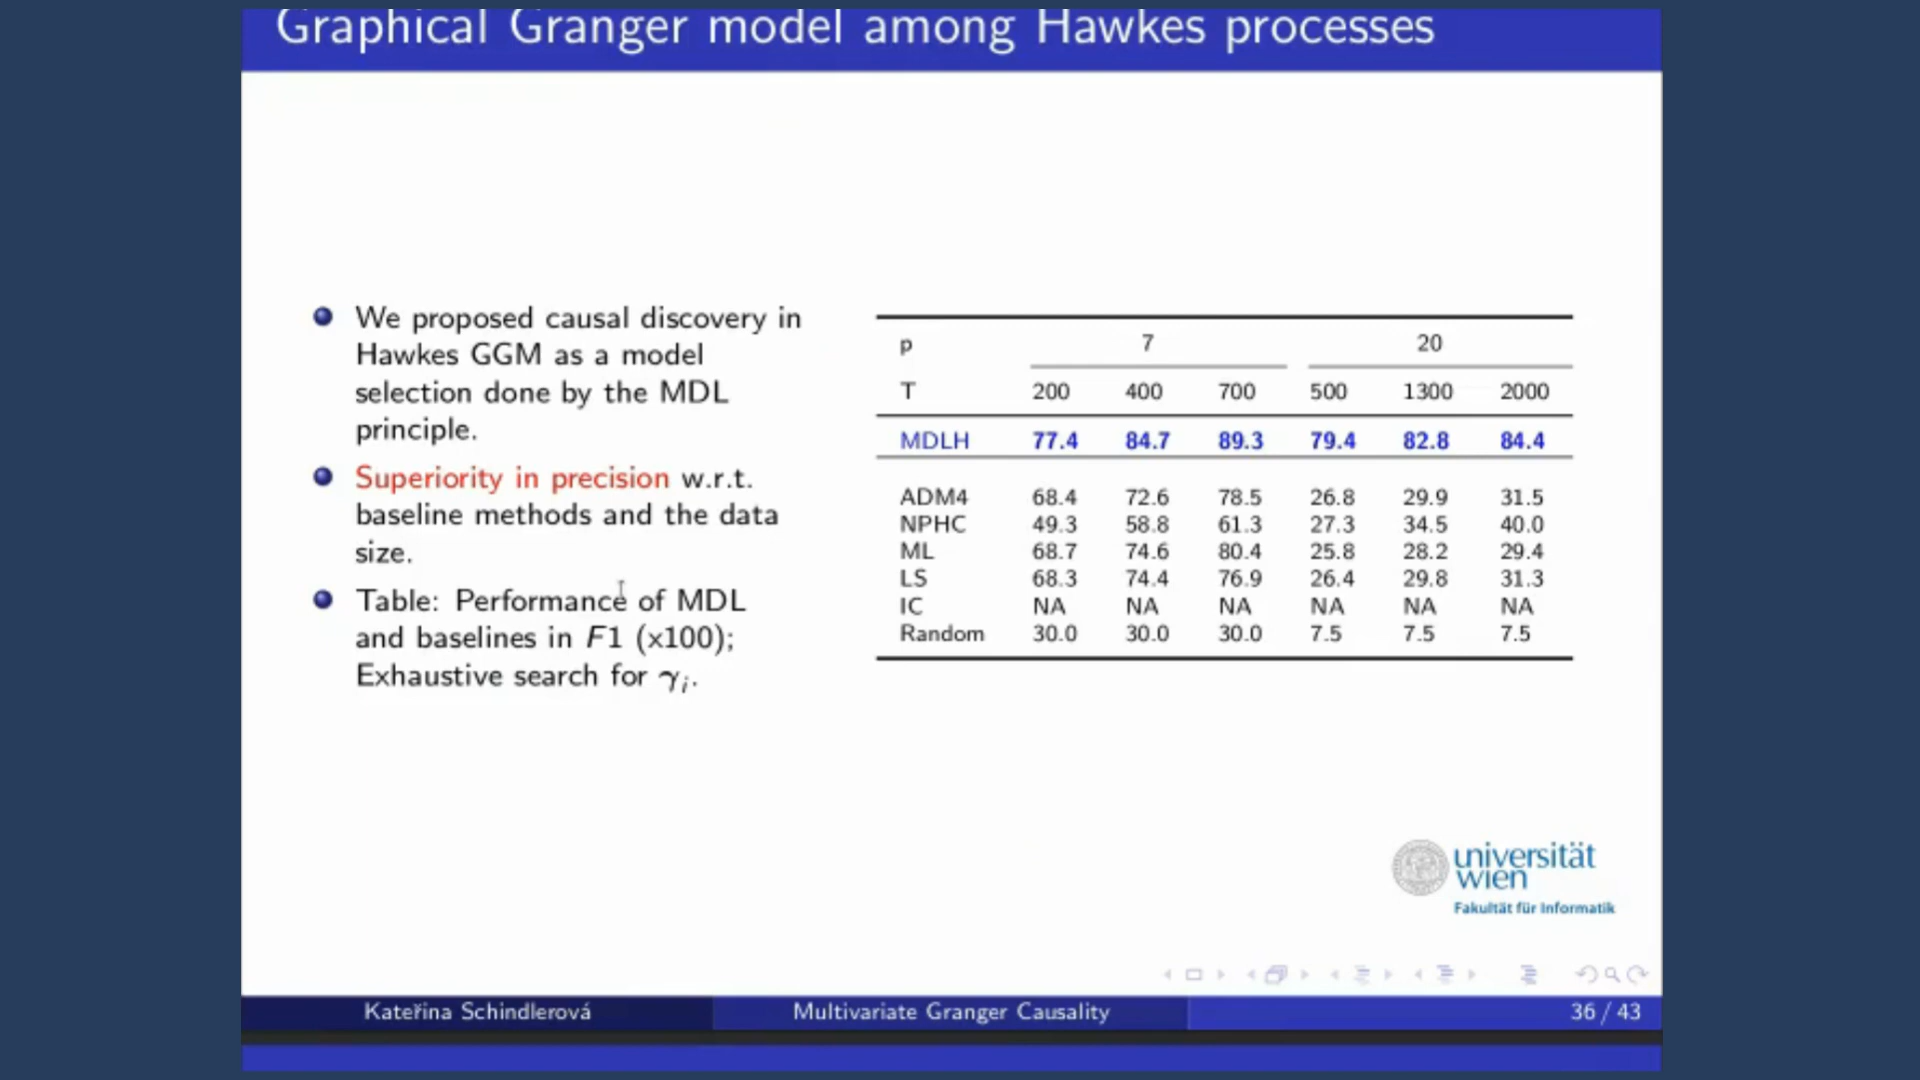 Graphical Granger model among Hawkes processes
We proposed causal discovery in
Hawkes GGM as a model
selection done by the MDL
principle.
Superiority in precision w.r.t.
baseline methods and the data
size.
Table: Performance of MDL
and baselines in F1 (x100);
Exhaustive search for γi.
p 7 20
T 200 400 700 500 1300 2000
MDLH 77.4 84.7 89.3 79.4 82.8 84.4
ADM4 68.4 72.6 78.5 26.8 29.9 31.5
NPHC 49.3 58.8 61.3 27.3 34.5 40.0
ML 68.7 74.6 80.4 25.8 28.2 29.4
LS 68.3 74.4 76.9 26.4 29.8 31.3
IC NA NA NA NA NA NA
Random 30.0 30.0 30.0 7.5 7.5 7.5
universität
wien
Fakultät für Informatik
Kateřina Schindlerová Multivariate Granger Causality 36 / 43